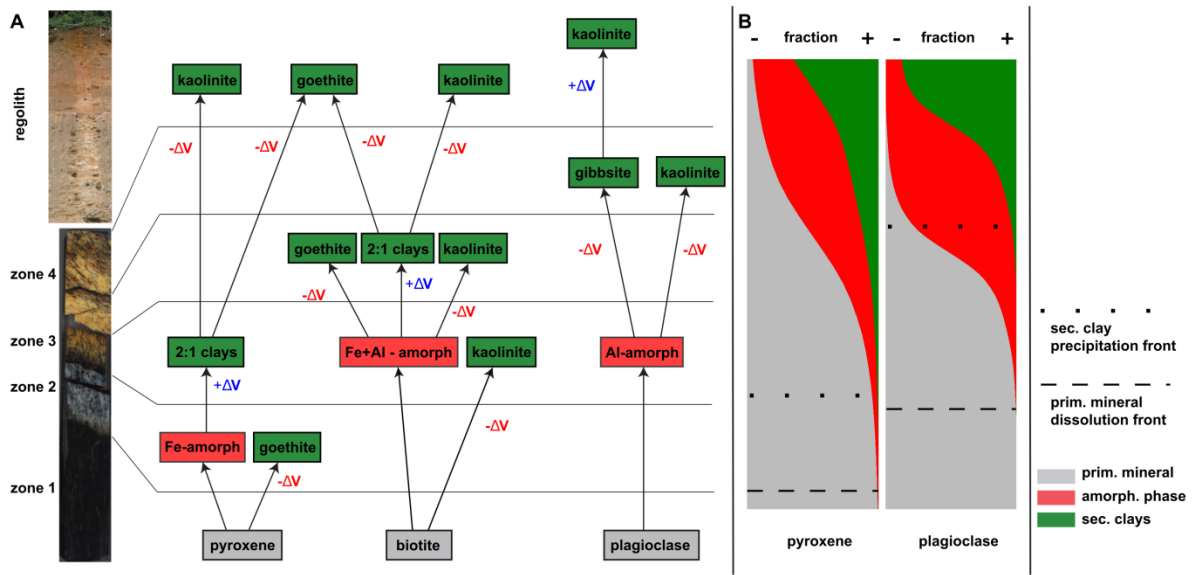 A
B
kaolinite
- fraction +
- fraction +
kaolinite
goethite
kaolinite
+ΔV
regolith
-ΔV
-ΔV
-ΔV
-ΔV
gibbsite
kaolinite
goethite
2:1 clays
kaolinite
-ΔV
-ΔV
zone 4
-ΔV
+ΔV
-ΔV
zone 3
2:1 clays
Fe+Al - amorph
kaolinite
Al-amorph
sec. clay
precipitation front
zone 2
+ΔV
-ΔV
prim. mineral
dissolution front
Fe-amorph
goethite
zone 1
-ΔV
prim. mineral
amorph. phase
sec. clays
pyroxene
biotite
plagioclase
pyroxene
plagioclase